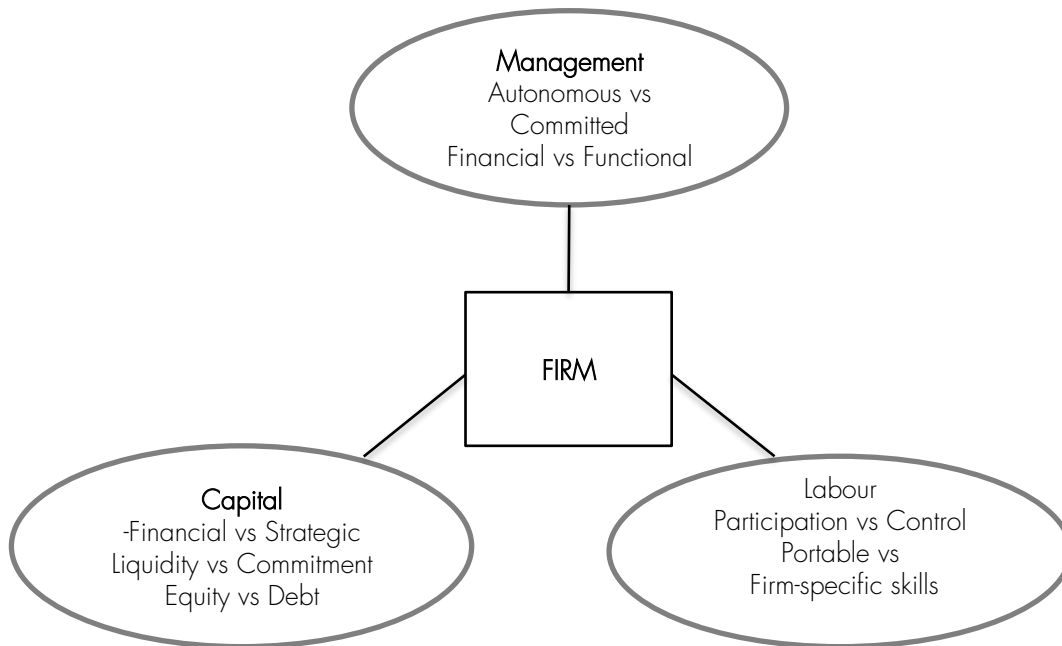 Management
Autonomous vs
Committed
Financial vs Functional
FIRM
Capital
-Financial vs Strategic
Liquidity vs Commitment
Equity vs Debt
Labour
Participation vs Control
Portable vs
Firm-specific skills